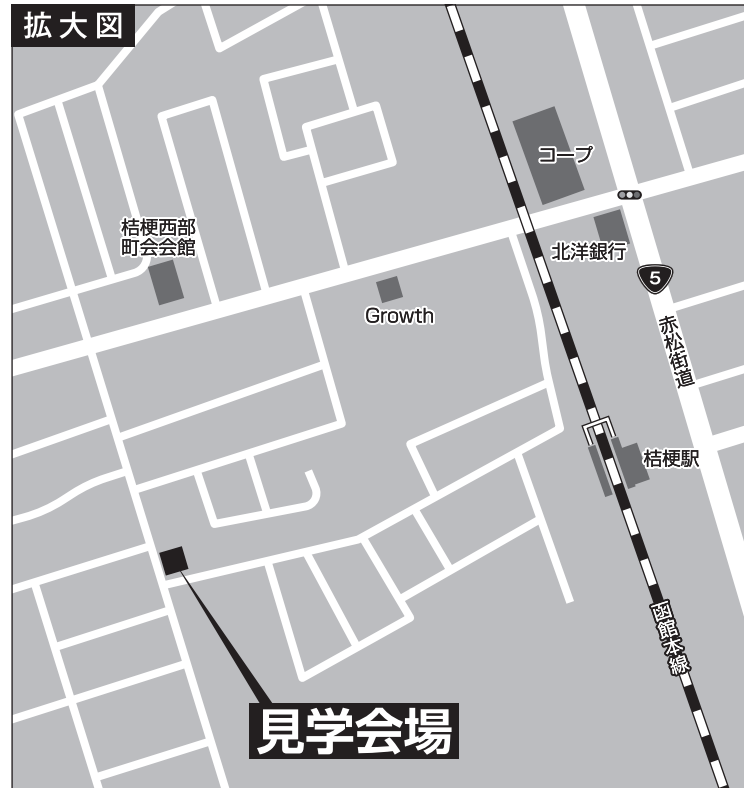 拡大図
コープ
桔梗西部
町会会館
北洋銀行
5
Growth
赤松街道
桔梗駅
函館本線
見学会場